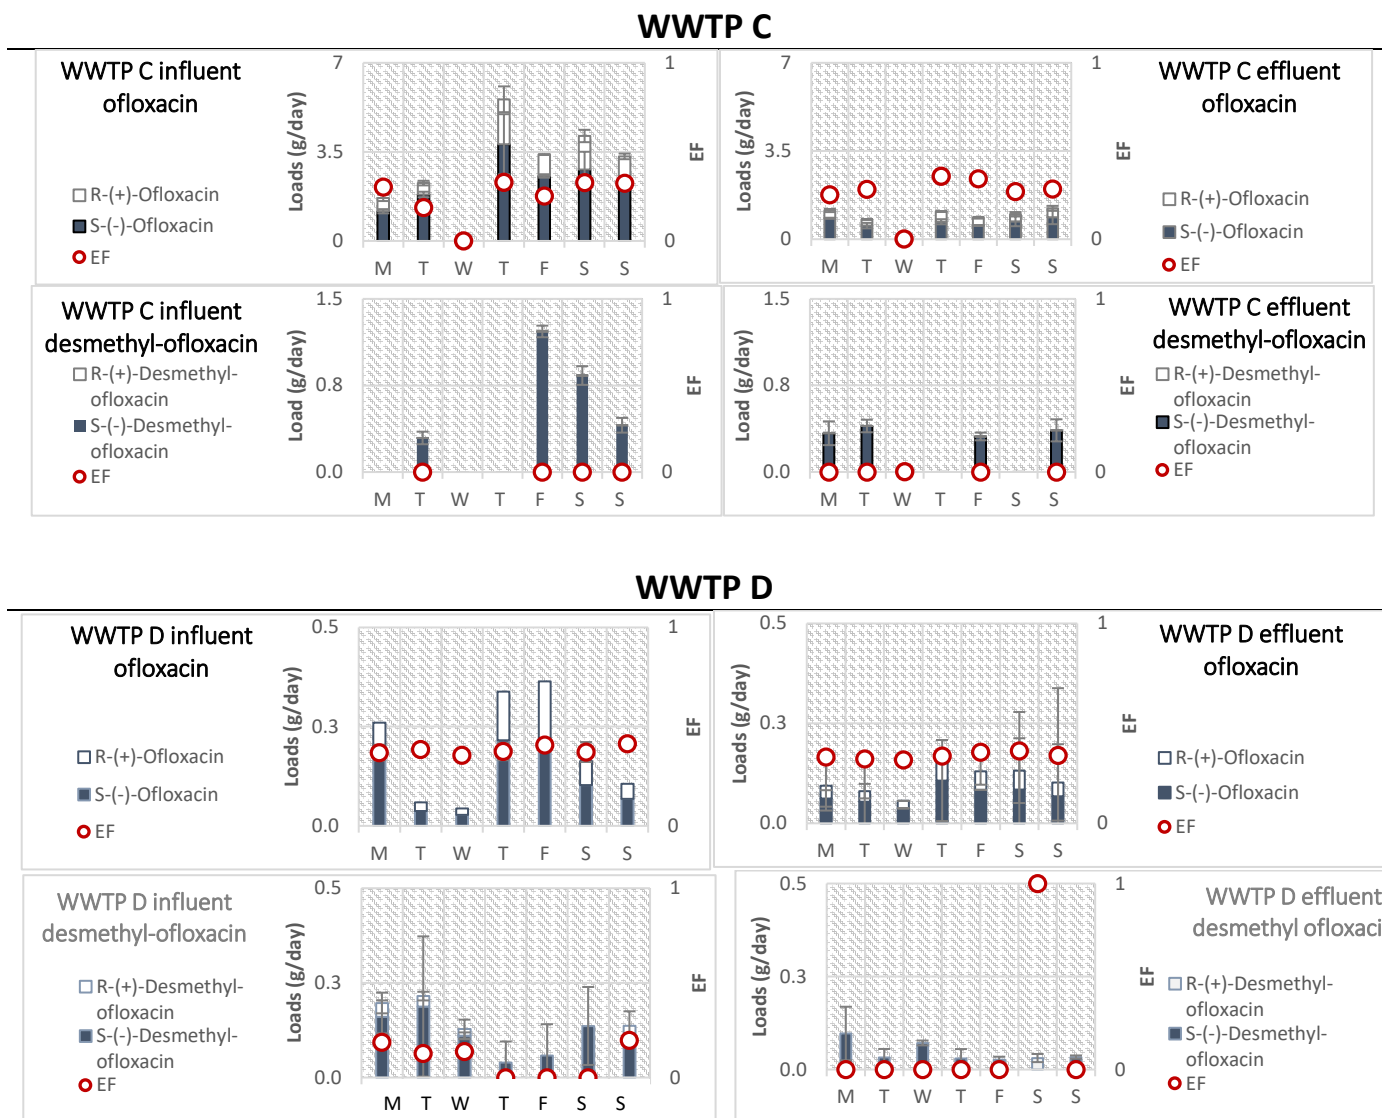 WWTP C
WWTP C influent
ofloxacin
R-(+)-Ofloxacin
S-(-)-Ofloxacin
EF
Loads (g/day)
7
3.5
0
1
0
EF
M T W T F S S
7
3.5
0
Loads (g/day)
1
0
EF
M T W T F S S
WWTP C effluent
ofloxacin
R-(+)-Ofloxacin
S-(-)-Ofloxacin
EF
WWTP C influent
desmethyl-ofloxacin
R-(+)-Desmethyl-
ofloxacin
S-(-)-Desmethyl-
ofloxacin
EF
Load (g/day)
1.5
0.8
0.0
1
0
EF
M T W T F S S
Load (g/day)
1.5
0.8
0.0
1
0
EF
M T W T F S S
WWTP C effluent
desmethyl-ofloxacin
R-(+)-Desmethyl-
ofloxacin
S-(-)-Desmethyl-
ofloxacin
EF
WWTP D
WWTP D influent
ofloxacin
R-(+)-Ofloxacin
S-(-)-Ofloxacin
EF
Loads (g/day)
0.5
0.3
0.0
1
0
EF
M T W T F S S
Loads (g/day)
0.5
0.3
0.0
1
0
EF
M T W T F S S
WWTP D effluent
ofloxacin
R-(+)-Ofloxacin
S-(-)-Ofloxacin
EF
WWTP D influent
desmethyl-ofloxacin
R-(+)-Desmethyl-
ofloxacin
S-(-)-Desmethyl-
ofloxacin
EF
Loads (g/day)
0.5
0.3
0.0
1
0
EF
M T W T F S S
Loads (g/day)
0.5
0.3
0.0
1
0
EF
M T W T F S S
WWTP D effluent
desmethyl ofloxaci
R-(+)-Desmethyl-
ofloxacin
S-(-)-Desmethyl-
ofloxacin
EF